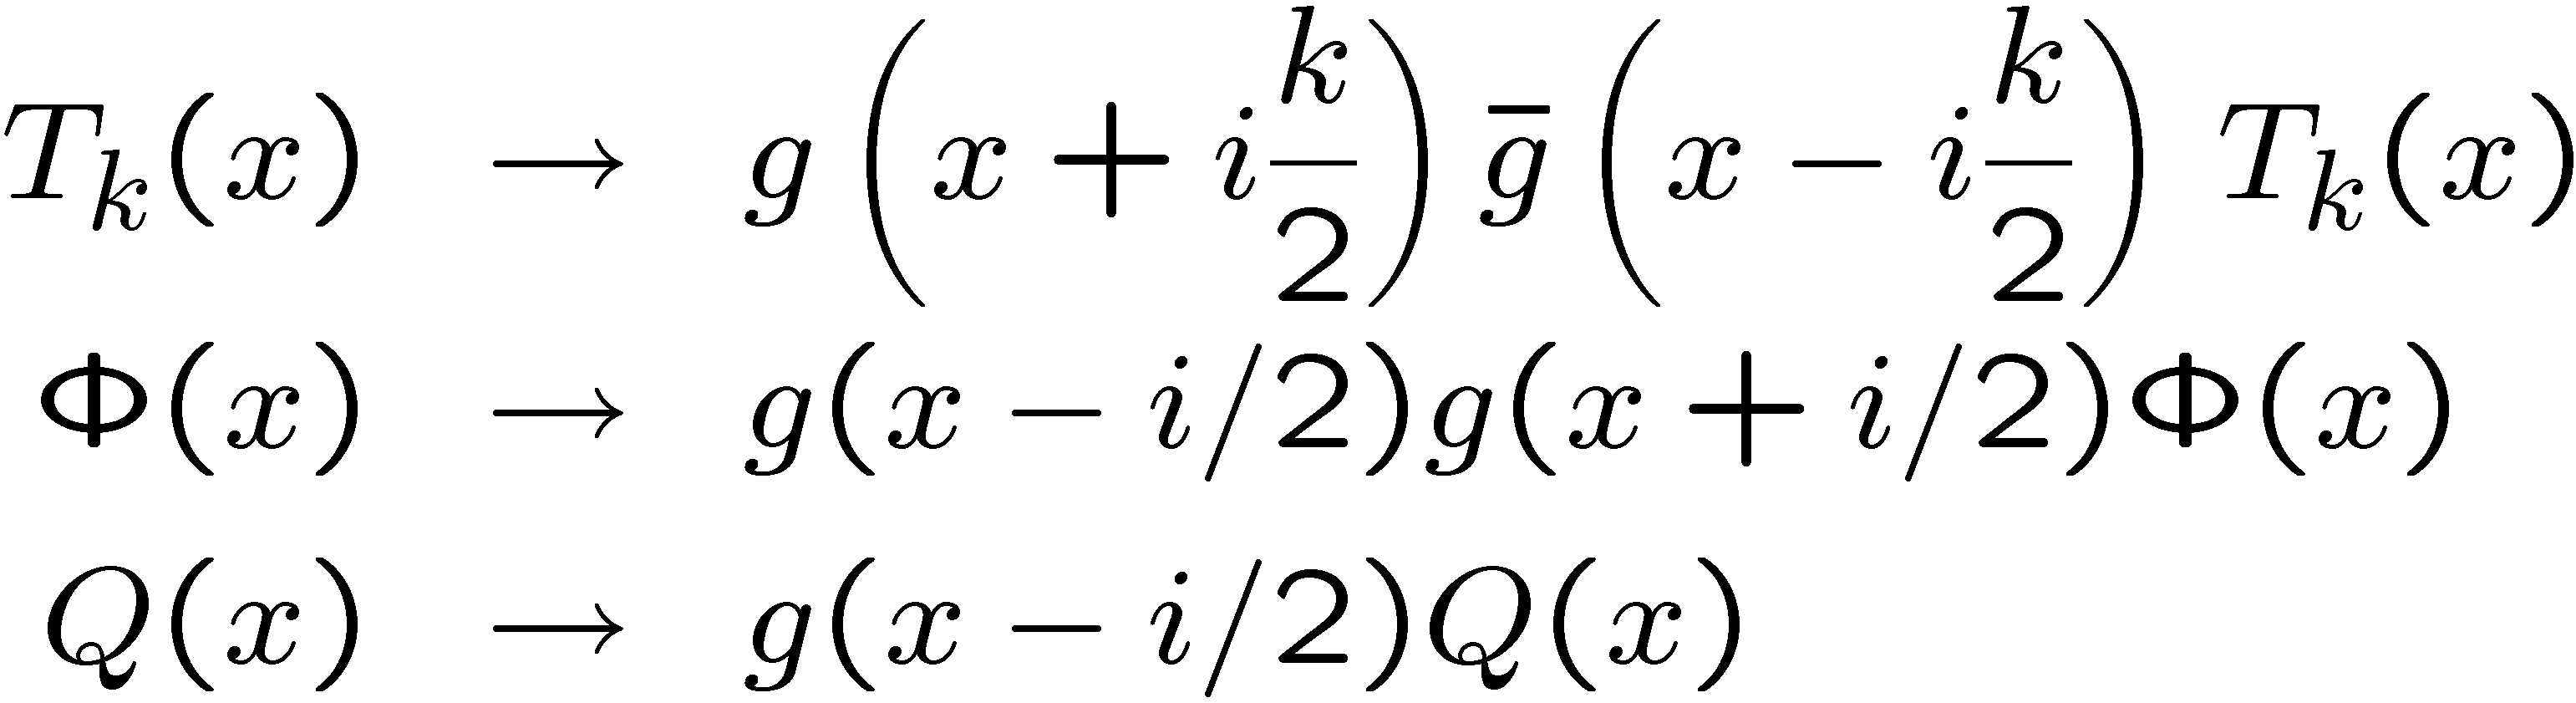 T_k(x) → g(x + i k/2) ḡ(x − i k/2) T_k(x)
Φ(x) → g(x − i/2)g(x + i/2)Φ(x)
Q(x) → g(x − i/2)Q(x)